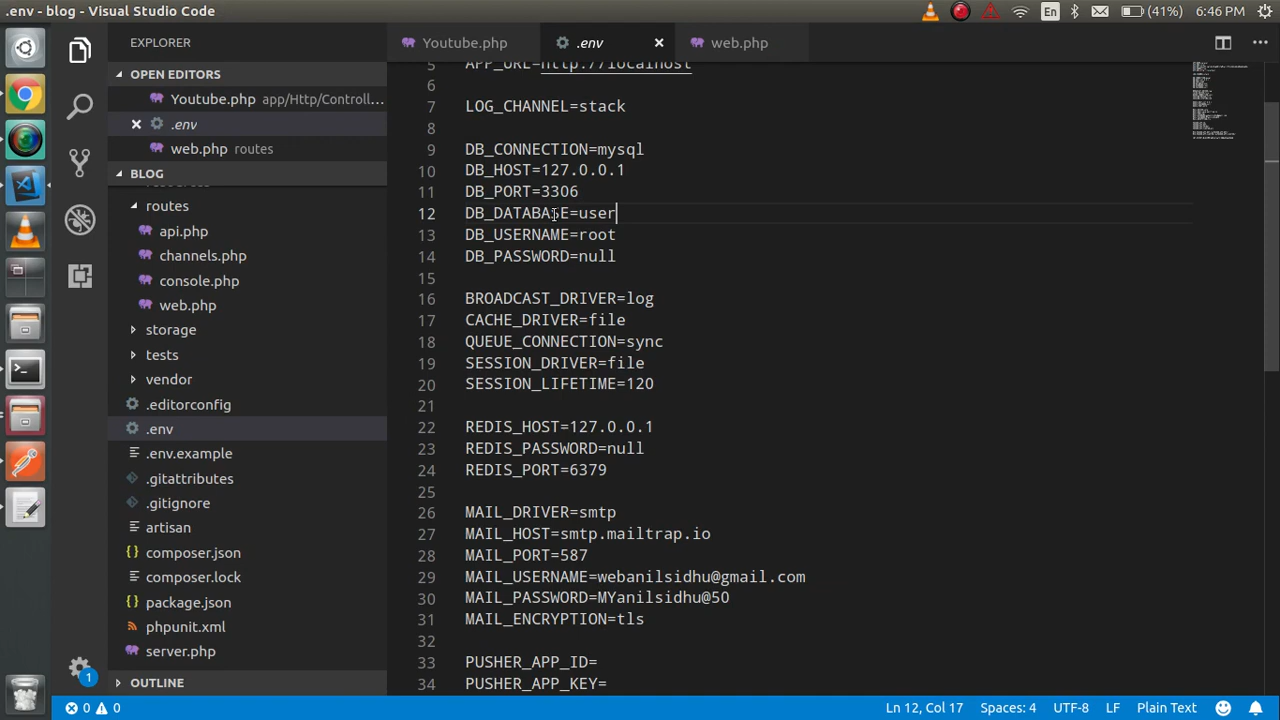 .env - blog - Visual Studio Code
En
(41%)
6:46 PM
EXPLORER
OPEN EDITORS
Youtube.php app/Http/Controll...
.env
web.php routes
BLOG
routes
api.php
channels.php
console.php
web.php
storage
tests
vendor
.editorconfig
.env
.env.example
.gitattributes
.gitignore
artisan
composer.json
composer.lock
package.json
phpunit.xml
server.php
OUTLINE
1
Youtube.php
.env
web.php
5 APP_URL=http://localhost
6
7 LOG_CHANNEL=stack
8
9 DB_CONNECTION=mysql
10 DB_HOST=127.0.0.1
11 DB_PORT=3306
12 DB_DATABASE=user
13 DB_USERNAME=root
14 DB_PASSWORD=null
15
16 BROADCAST_DRIVER=log
17 CACHE_DRIVER=file
18 QUEUE_CONNECTION=sync
19 SESSION_DRIVER=file
20 SESSION_LIFETIME=120
21
22 REDIS_HOST=127.0.0.1
23 REDIS_PASSWORD=null
24 REDIS_PORT=6379
25
26 MAIL_DRIVER=smtp
27 MAIL_HOST=smtp.mailtrap.io
28 MAIL_PORT=587
29 MAIL_USERNAME=webanilsidhu@gmail.com
30 MAIL_PASSWORD=MYanilsidhu@50
31 MAIL_ENCRYPTION=tls
32
33 PUSHER_APP_ID=
34 PUSHER_APP_KEY=
0 0
Ln 12, Col 17
Spaces: 4
UTF-8
LF
Plain Text